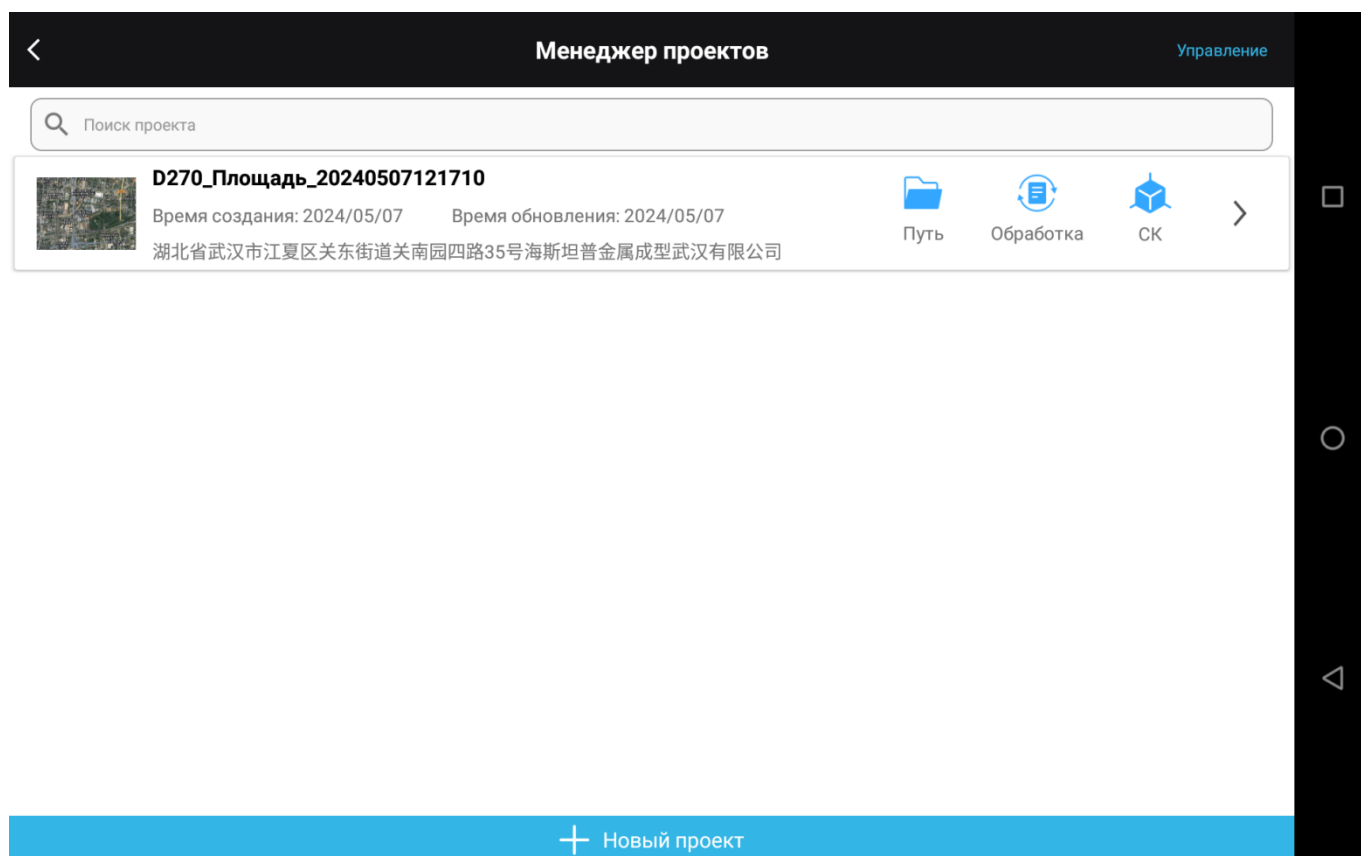 Менеджер проектов
Управление
Поиск проекта
D270_Площадь_20240507121710
Время создания: 2024/05/07 Время обновления: 2024/05/07
湖北省武汉市江夏区关东街道关南园四路35号海斯坦普金属成型武汉有限公司
Путь
Обработка
СК
Новый проект